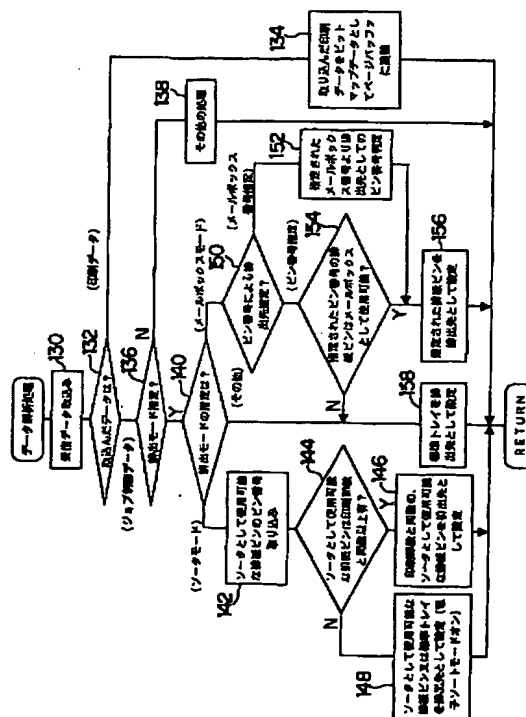 データ解析処理
130
受信データ取込み
132
取込んだデータは?
(印刷データ)
(ジョブ制御データ)
134
取り込んだ印刷
データをビット
マップデータとし
てページバッファ
に展開
136
排出モード指定?
N
Y
138
その他の処理
140
排出モードの指定は?
(ソータモード)
(その他)
(メールボックスモード)
142
ソータとして使用可能
な排紙ビンのビン番号
取り込み
144
ソータとして使用可能
な排紙ビンは印刷部数
と同数以上有?
N
Y
146
印刷部数と同数の、
ソータとして使用可能
な排紙ビンを排出先と
して設定
148
ソータとして使用可能な
排紙ビン又は標準トレイ
を排出先として設定(電
子ソートモードオン)
150
ビン番号による排
出先指定?
(メールボックス
番号指定)
(ビン番号指定)
152
指定された
メールボック
ス番号より排
出先としての
ビン番号判定
154
指定されたビン番号の排
紙ビンはメールボックス
として使用可能?
N
Y
156
指定された排紙ビンを
排出先として設定
158
標準トレイを排
出先として設定
RETURN